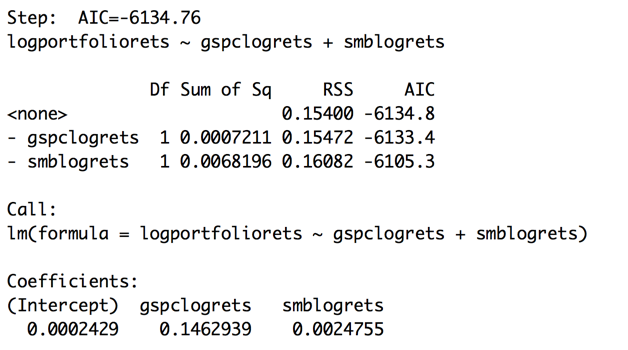 Step:  AIC=-6134.76
logportfoliorets ~ gspclogrets + smblogrets
Df Sum of Sq     RSS     AIC
<none>                     0.15400 -6134.8
- gspclogrets  1 0.0007211 0.15472 -6133.4
- smblogrets   1 0.0068196 0.16082 -6105.3
Call:
lm(formula = logportfoliorets ~ gspclogrets + smblogrets)
Coefficients:
(Intercept)  gspclogrets   smblogrets
0.0002429    0.1462939    0.0024755